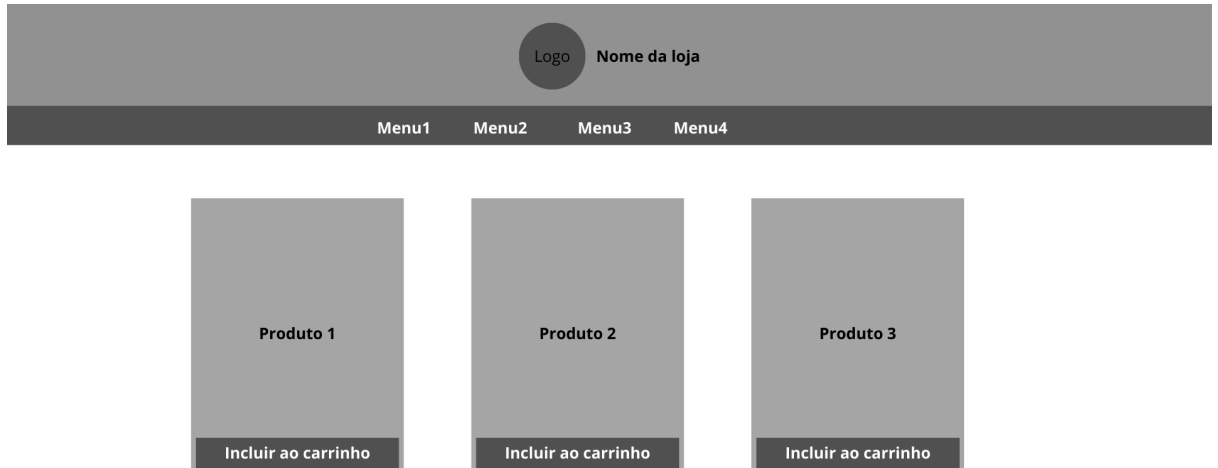 Logo Nome da loja
Menu1 Menu2 Menu3 Menu4
Produto 1 Produto 2 Produto 3
Incluir ao carrinho Incluir ao carrinho Incluir ao carrinho